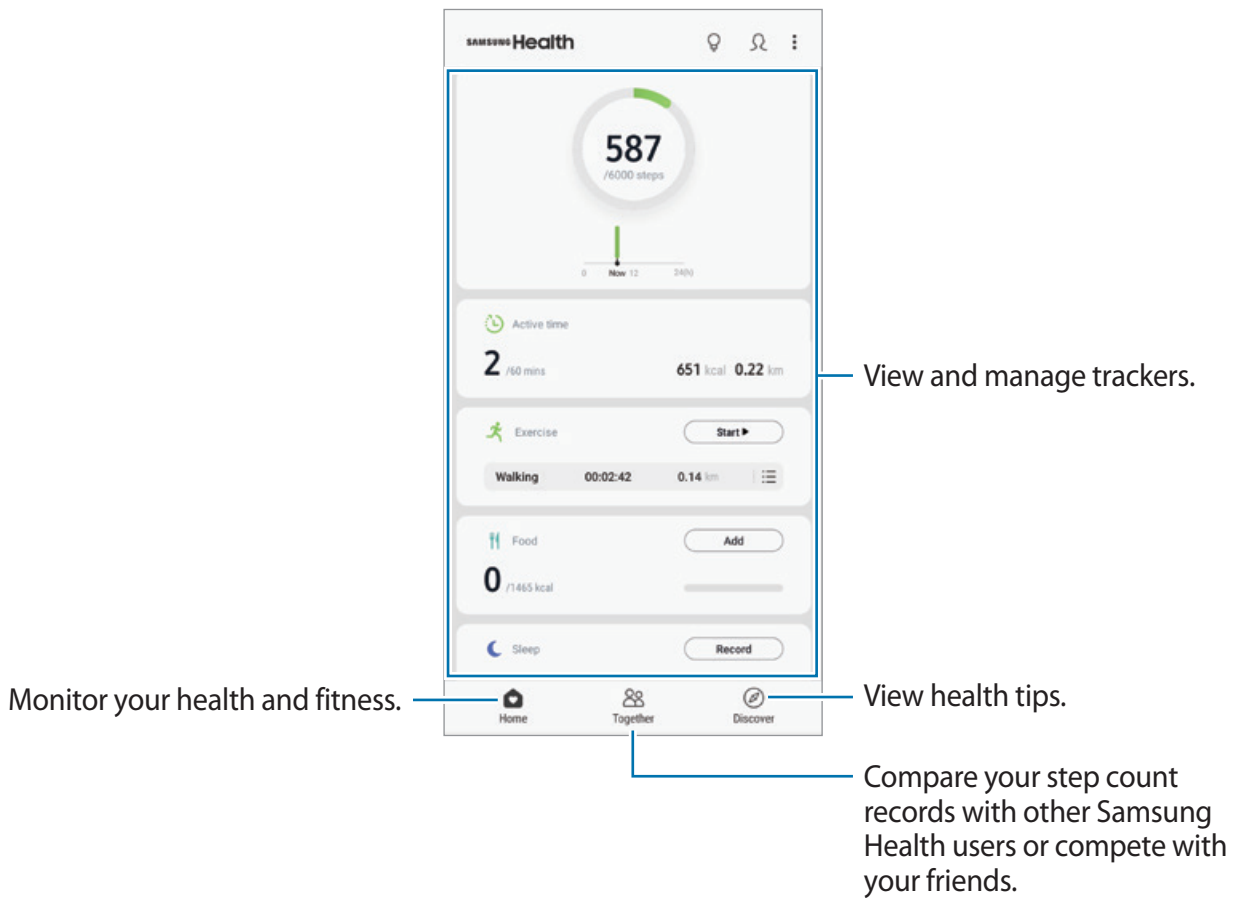 SAMSUNG Health
587
/6000 steps
0 Now 12 24(h)
Active time
2 /60 mins 651 kcal 0.22 km
Exercise Start
Walking 00:02:42 0.14 km
Food Add
0 /1465 kcal
Sleep Record
Home Together Discover
View and manage trackers.
Monitor your health and fitness.
View health tips.
Compare your step count
records with other Samsung
Health users or compete with
your friends.